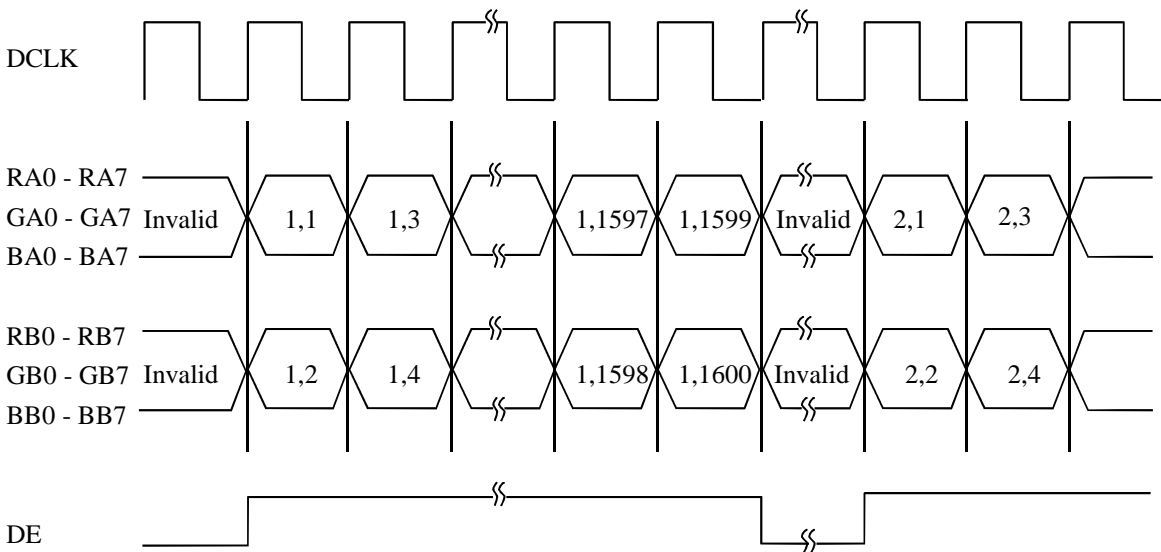 DCLK
RA0 - RA7
GA0 - GA7 Invalid 1,1 1,3 1,1597 1,1599 Invalid 2,1 2,3
BA0 - BA7
RB0 - RB7
GB0 - GB7 Invalid 1,2 1,4 1,1598 1,1600 Invalid 2,2 2,4
BB0 - BB7
DE